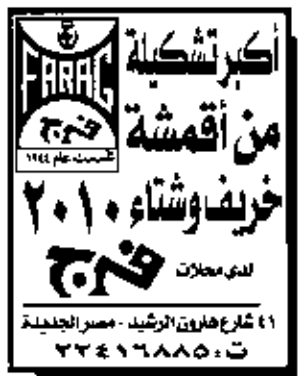 FARAG
فرج
تأسست عام ١٩٤٤
أكبر تشكيلة
من أقمشة
خريف وشتاء ٢٠١٠
لدى محلات
فرج
٤١ شارع هارون الرشيد - مصر الجديدة
ت: ٢٢٤١٦٨٨٥